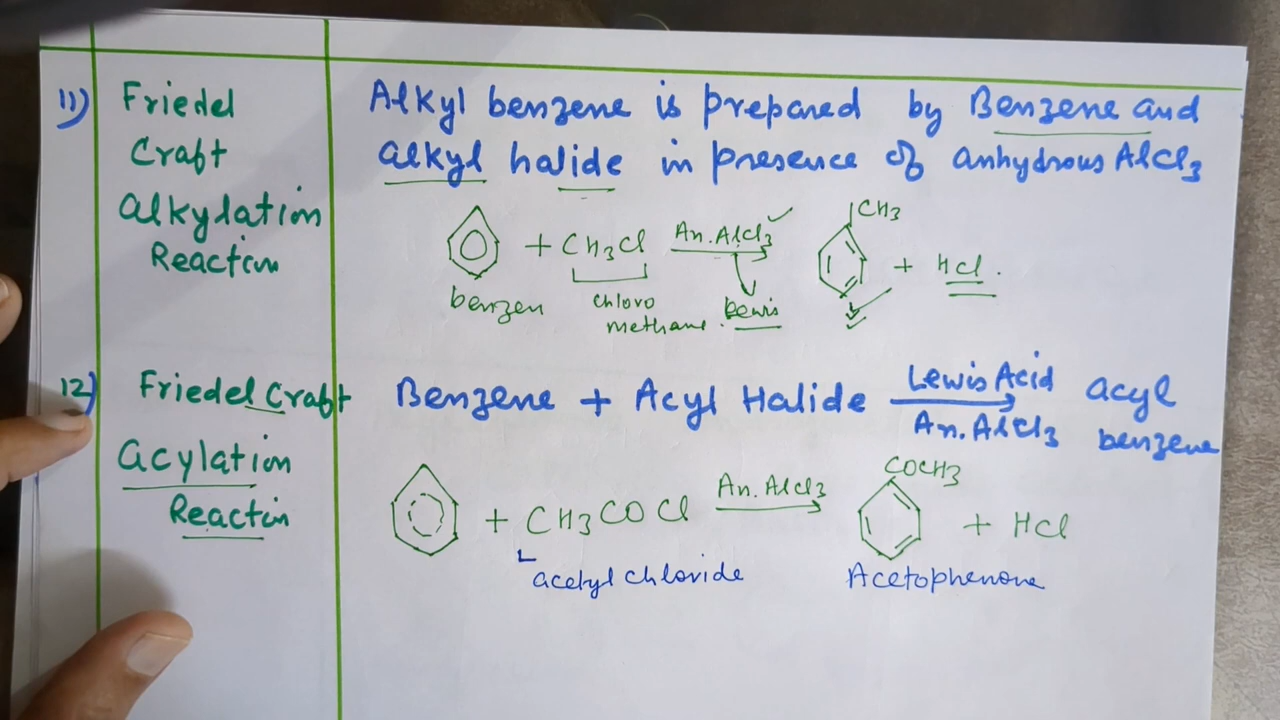 11) Friedel Craft Alkylation Reaction
Alkyl benzene is prepared by Benzene and
alkyl halide in presence of anhydrous AlCl3
+ CH3Cl An.AlCl3 CH3 + HCl.
benzen chloro methane. Lewis
12) Friedel Craft Acylation Reactin
Benzene + Acyl Halide Lewis Acid An.AlCl3 acyl benzene
+ CH3COCl An.AlCl3 COCH3 + HCl
acetyl chloride Acetophenone